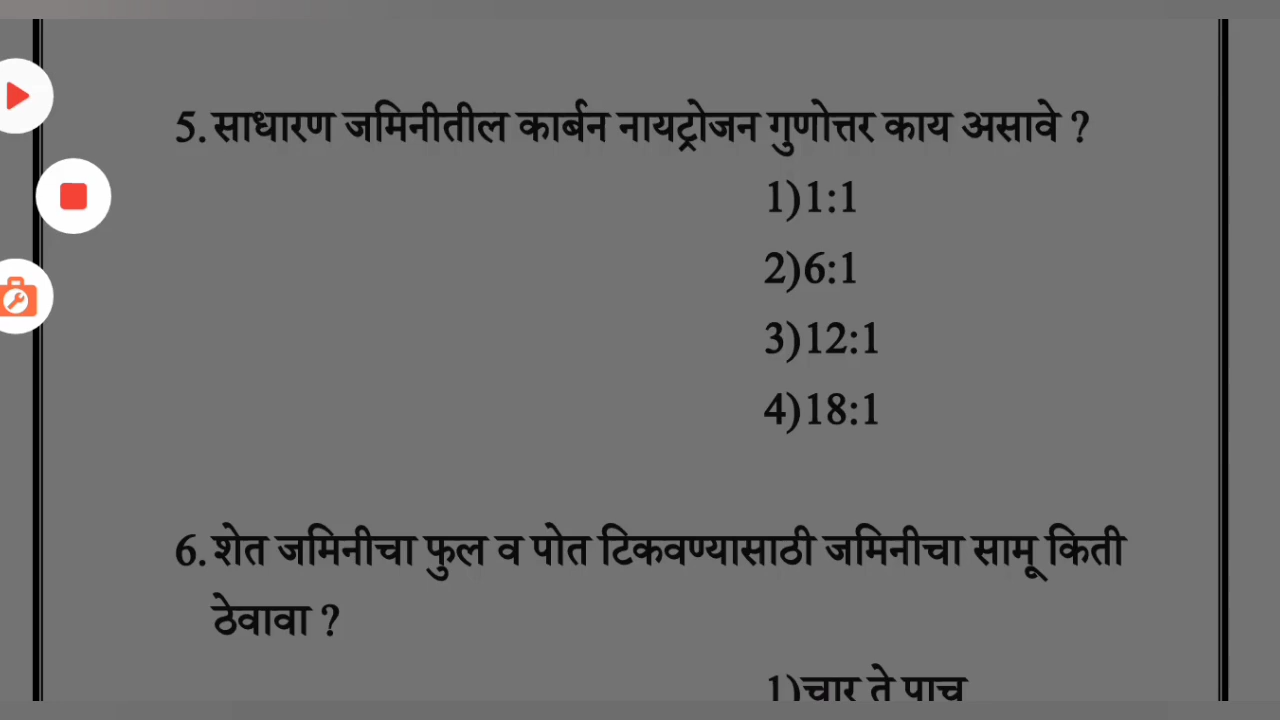 5. साधारण जमिनीतील कार्बन नायट्रोजन गुणोत्तर काय असावे ?
1)1:1
2)6:1
3)12:1
4)18:1
6. शेत जमिनीचा फुल व पोत टिकवण्यासाठी जमिनीचा सामू किती
ठेवावा ?
1)चार ते पाच